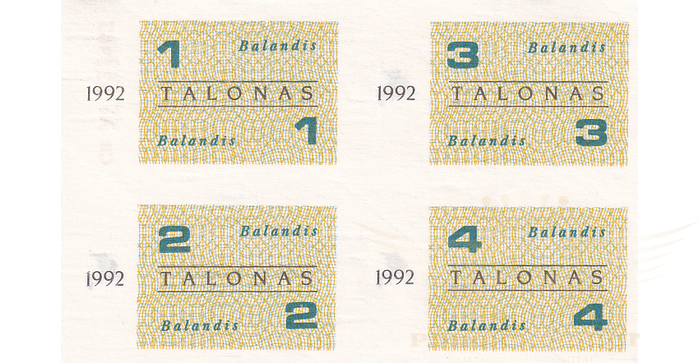 1 Balandis
1992 TALONAS
Balandis 1
3 Balandis
1992 TALONAS
Balandis 3
2 Balandis
1992 TALONAS
Balandis 2
4 Balandis
1992 TALONAS
Balandis 4